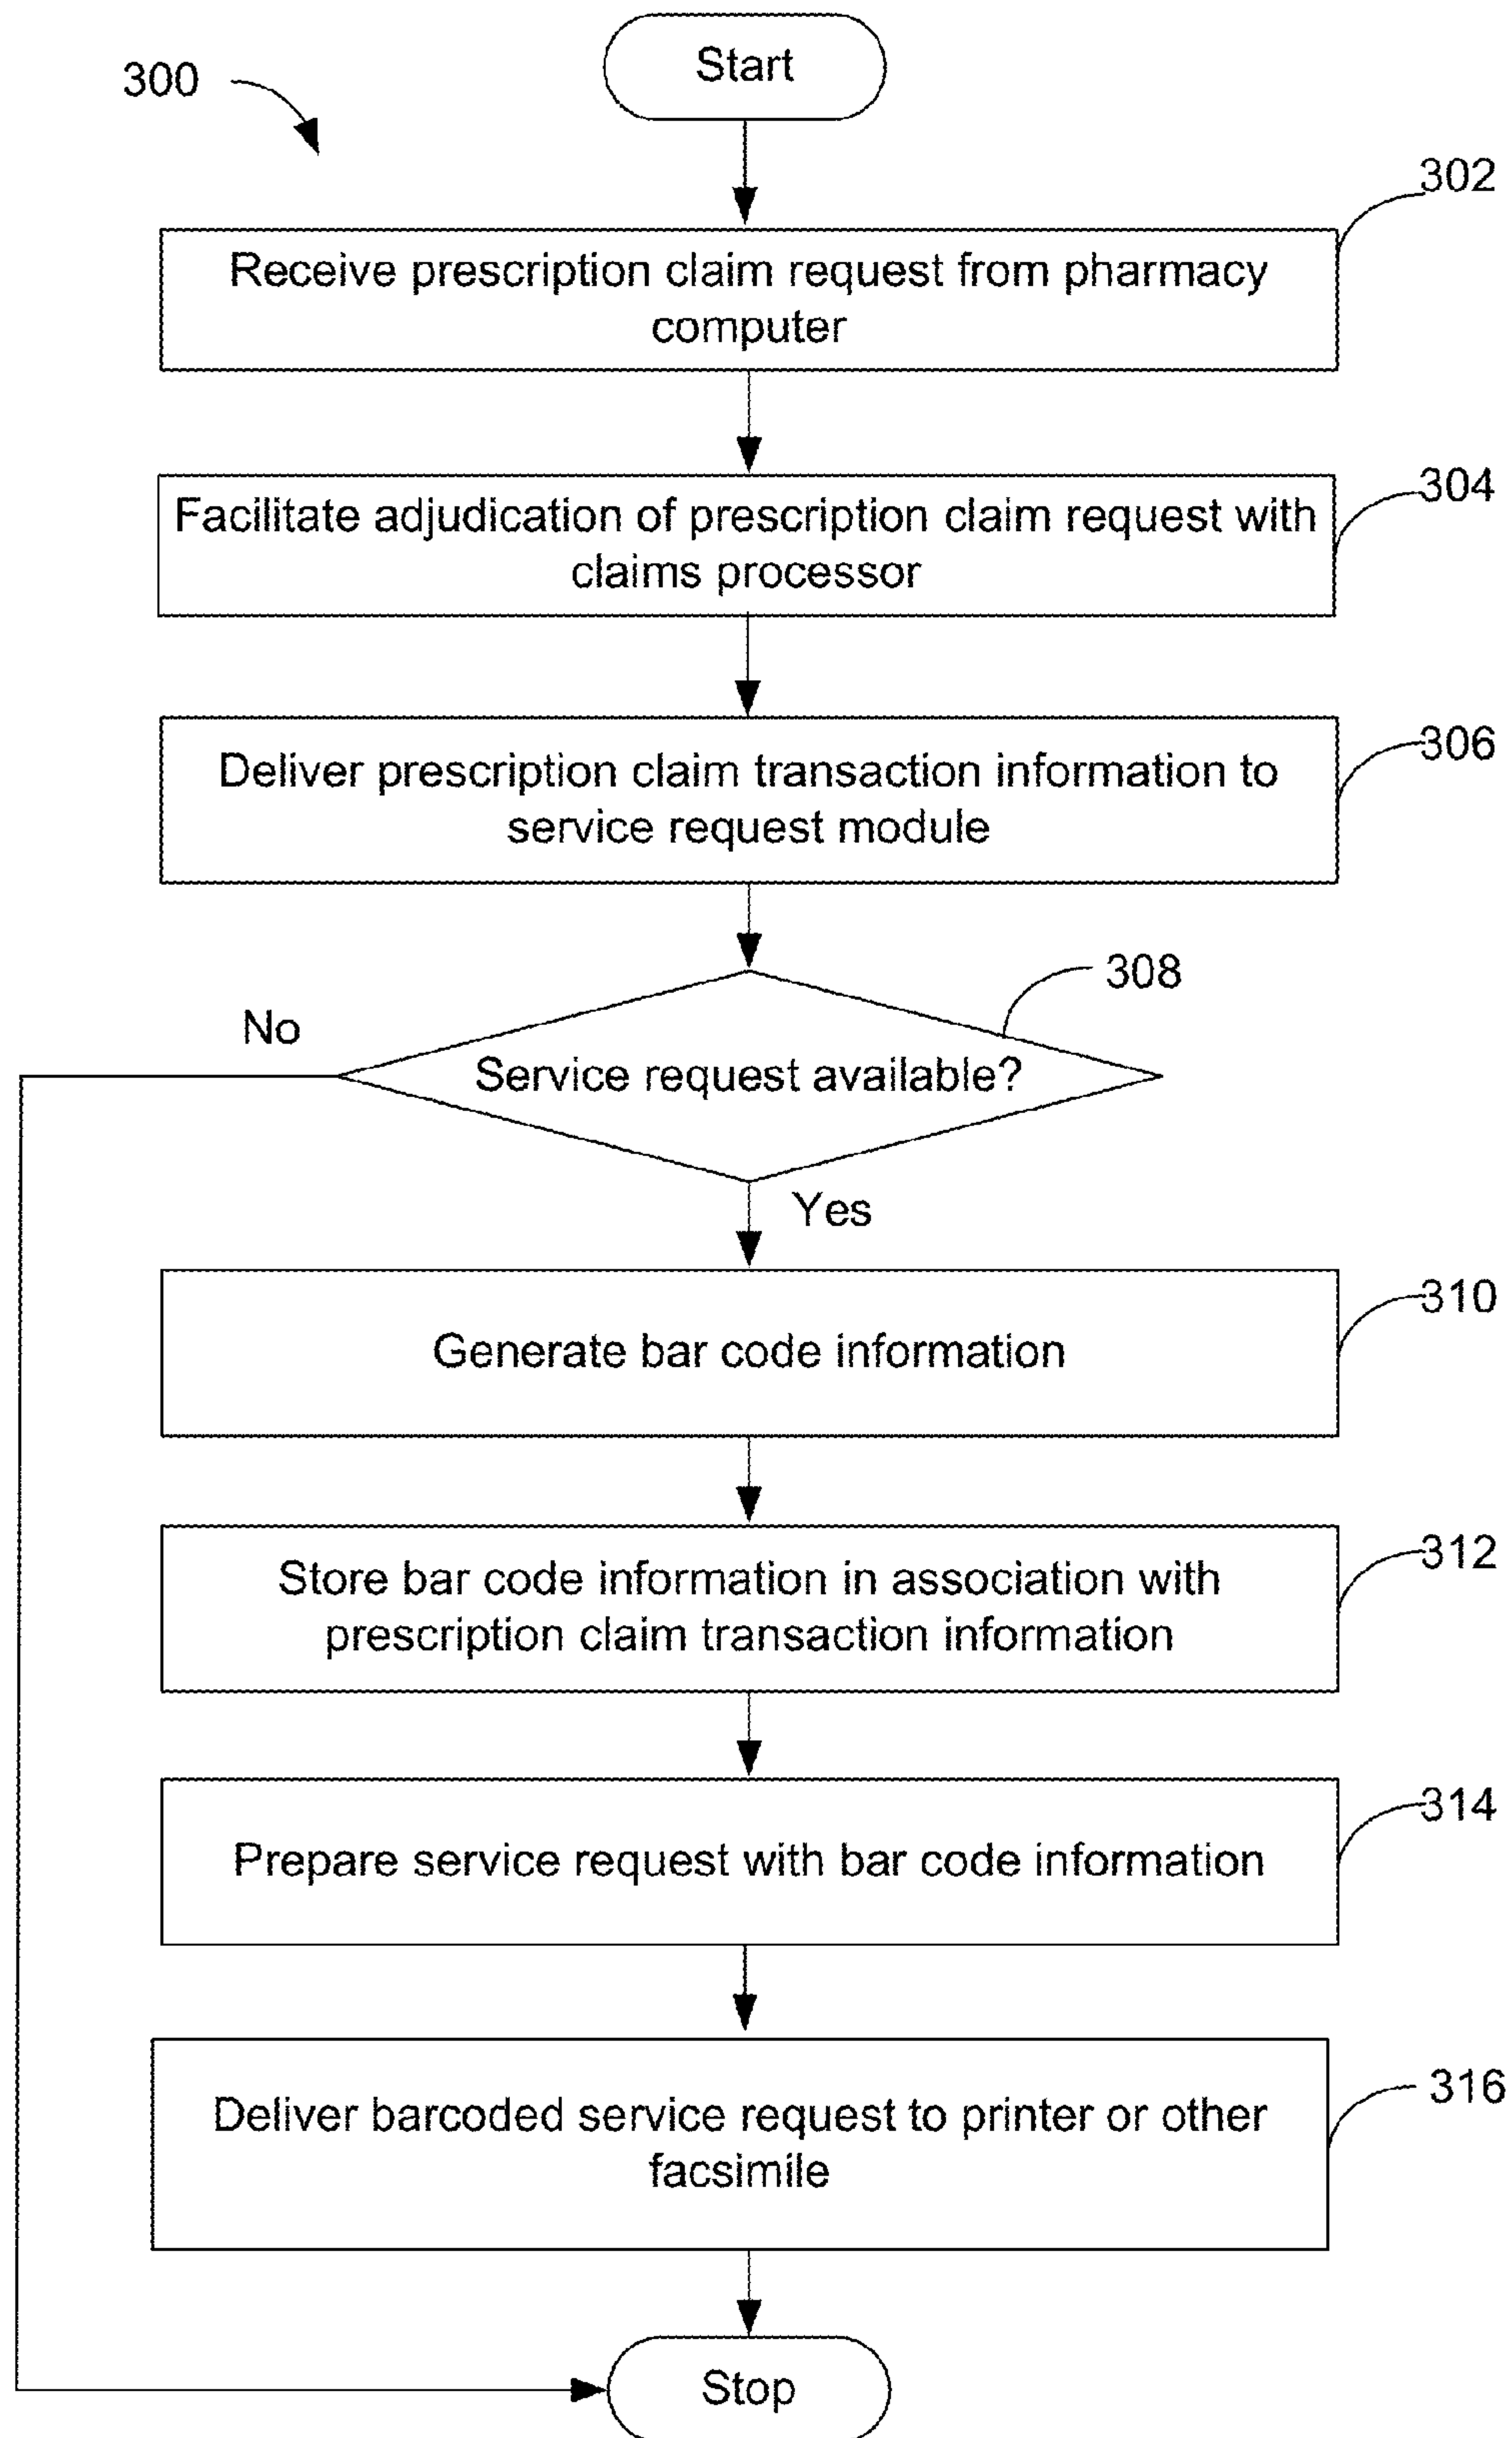 Start
300
302
Receive prescription claim request from pharmacy
computer
304
Facilitate adjudication of prescription claim request with
claims processor
306
Deliver prescription claim transaction information to
service request module
308
No
Service request available?
Yes
310
Generate bar code information
312
Store bar code information in association with
prescription claim transaction information
314
Prepare service request with bar code information
316
Deliver barcoded service request to printer or other
facsimile
Stop